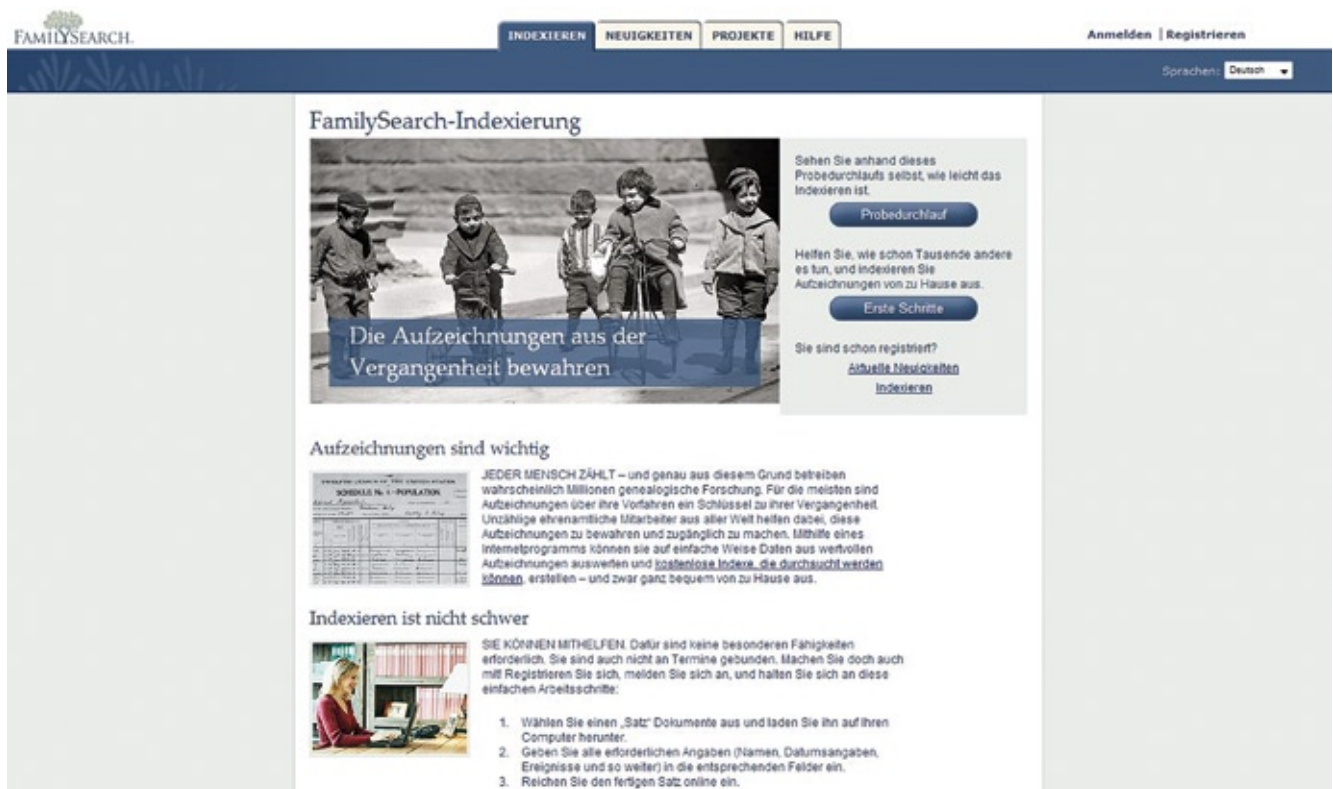 FAMILYSEARCH.
INDEXIEREN NEUIGKEITEN PROJEKTE HILFE
Anmelden | Registrieren
Sprachen: Deutsch
FamilySearch-Indexierung
Die Aufzeichnungen aus der
Vergangenheit bewahren
Sehen Sie anhand dieses
Probedurchlaufs selbst, wie leicht das
Indexieren ist.
Probedurchlauf
Helfen Sie, wie schon Tausende andere
es tun, und indexieren Sie
Aufzeichnungen von zu Hause aus.
Erste Schritte
Sie sind schon registriert?
Aktuelle Neuigkeiten
Indexieren
Aufzeichnungen sind wichtig
TWELFTH CENSUS OF THE UNITED STATES
SCHEDULE No. 1.-POPULATION.
JEDER MENSCH ZÄHLT – und genau aus diesem Grund betreiben
wahrscheinlich Millionen genealogische Forschung. Für die meisten sind
Aufzeichnungen über ihre Vorfahren ein Schlüssel zu ihrer Vergangenheit.
Unzählige ehrenamtliche Mitarbeiter aus aller Welt helfen dabei, diese
Aufzeichnungen zu bewahren und zugänglich zu machen. Mithilfe eines
Internetprogramms können sie auf einfache Weise Daten aus wertvollen
Aufzeichnungen auswerten und kostenlose Indexe, die durchsucht werden
können, erstellen – und zwar ganz bequem von zu Hause aus.
Indexieren ist nicht schwer
SIE KÖNNEN MITHELFEN. Dafür sind keine besonderen Fähigkeiten
erforderlich. Sie sind auch nicht an Termine gebunden. Machen Sie doch auch
mit! Registrieren Sie sich, melden Sie sich an, und halten Sie sich an diese
einfachen Arbeitsschritte:
1. Wählen Sie einen „Satz“ Dokumente aus und laden Sie ihn auf Ihren
Computer herunter.
2. Geben Sie alle erforderlichen Angaben (Namen, Datumsangaben,
Ereignisse und so weiter) in die entsprechenden Felder ein.
3. Reichen Sie den fertigen Satz online ein.